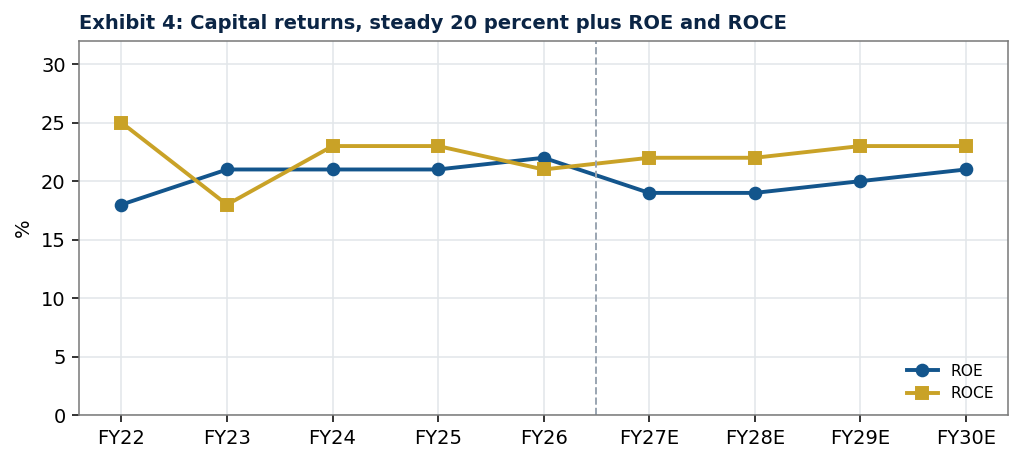 Exhibit 4: Capital returns, steady 20 percent plus ROE and ROCE
30
25
20
15
10
5
0
%
FY22 FY23 FY24 FY25 FY26 FY27E FY28E FY29E FY30E
ROE
ROCE